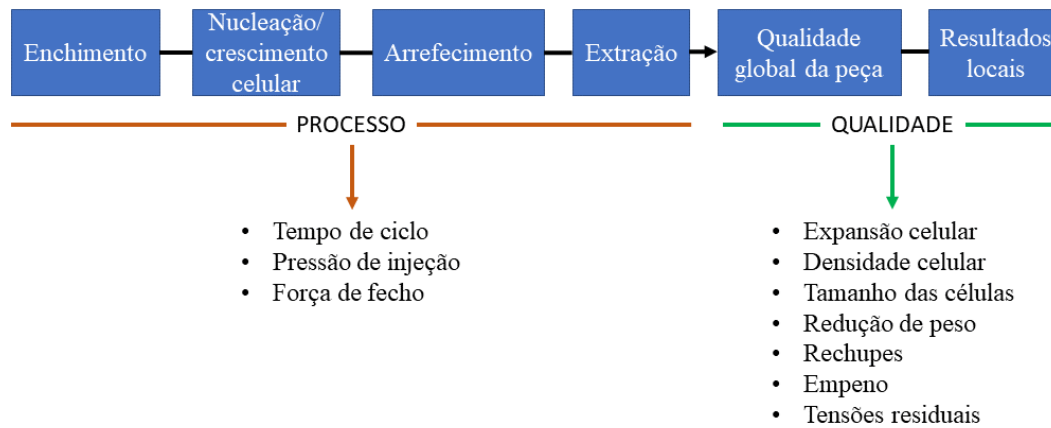 Enchimento
Nucleação/
crescimento
celular
Arrefecimento
Extração
Qualidade
global da peça
Resultados
locais
PROCESSO
QUALIDADE
• Tempo de ciclo
• Pressão de injeção
• Força de fecho
• Expansão celular
• Densidade celular
• Tamanho das células
• Redução de peso
• Rechupes
• Empeno
• Tensões residuais